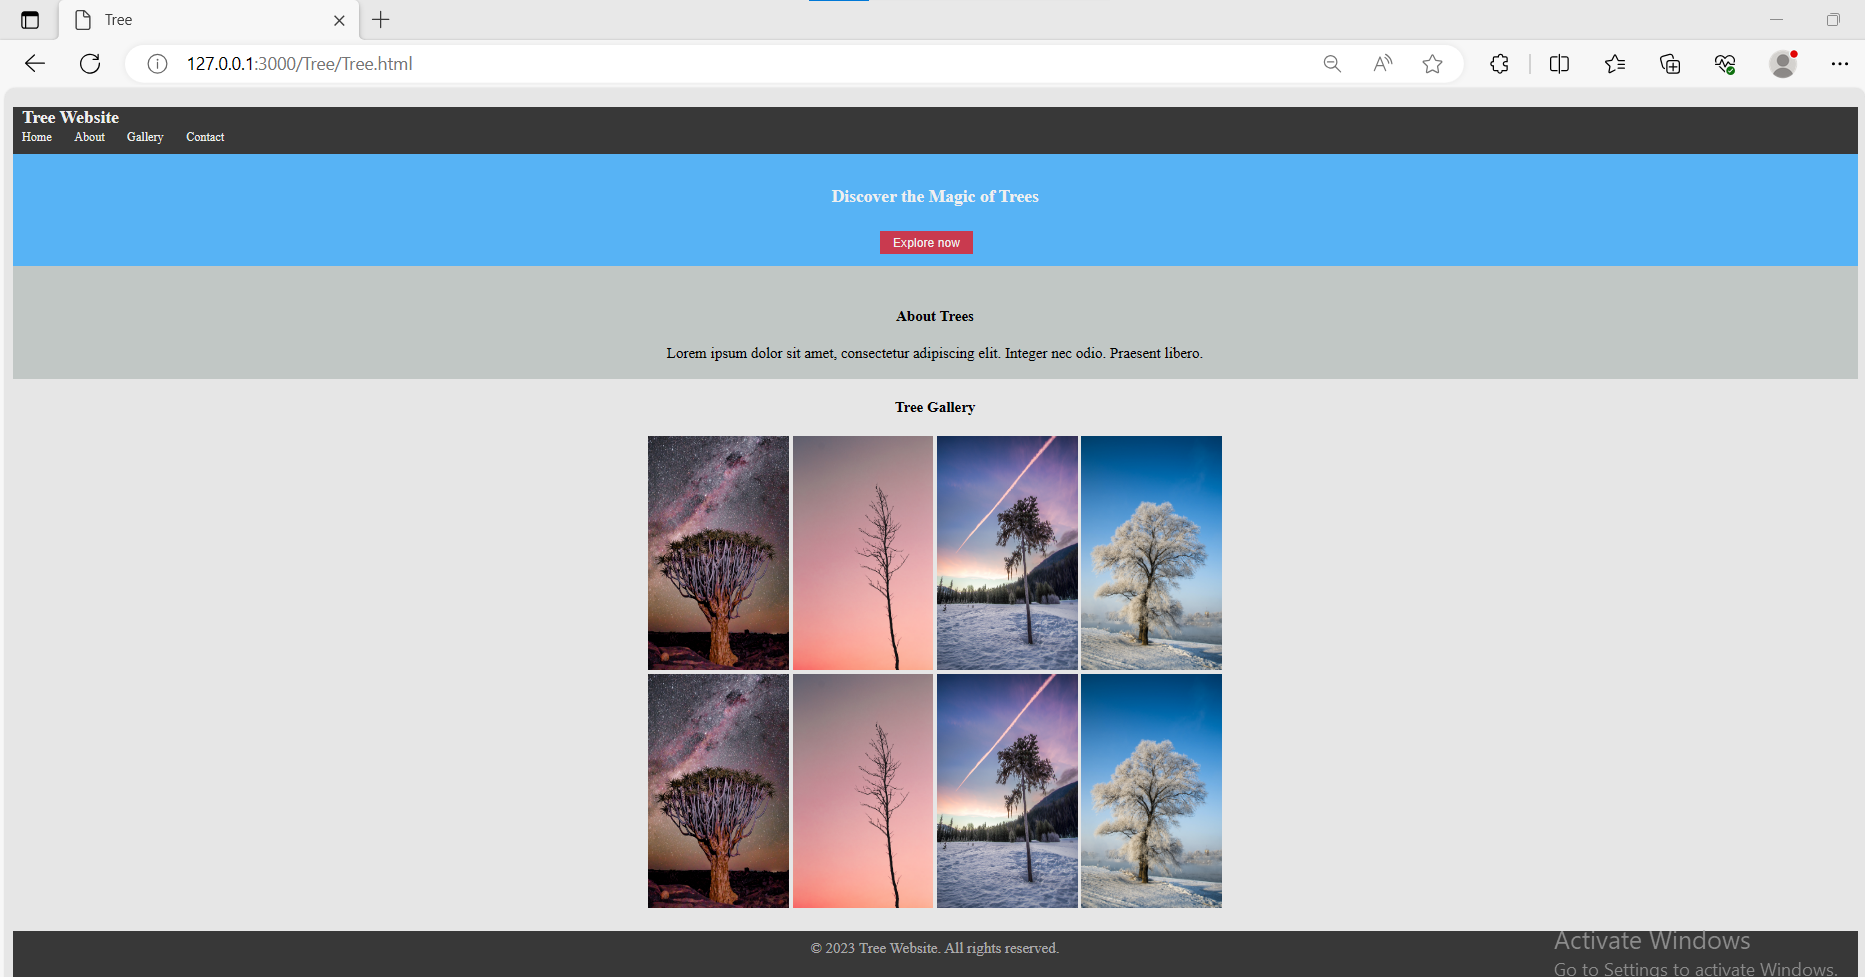 Tree
127.0.0.1:3000/Tree/Tree.html
Tree Website
Home About Gallery Contact
Discover the Magic of Trees
Explore now
About Trees
Lorem ipsum dolor sit amet, consectetur adipiscing elit. Integer nec odio. Praesent libero.
Tree Gallery
© 2023 Tree Website. All rights reserved.
Activate Windows
Go to Settings to activate Windows.